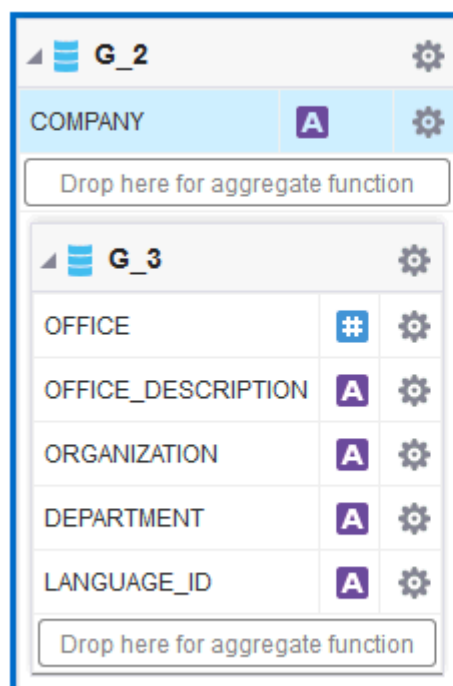 G_2
COMPANY A
Drop here for aggregate function
G_3
OFFICE #
OFFICE_DESCRIPTION A
ORGANIZATION A
DEPARTMENT A
LANGUAGE_ID A
Drop here for aggregate function